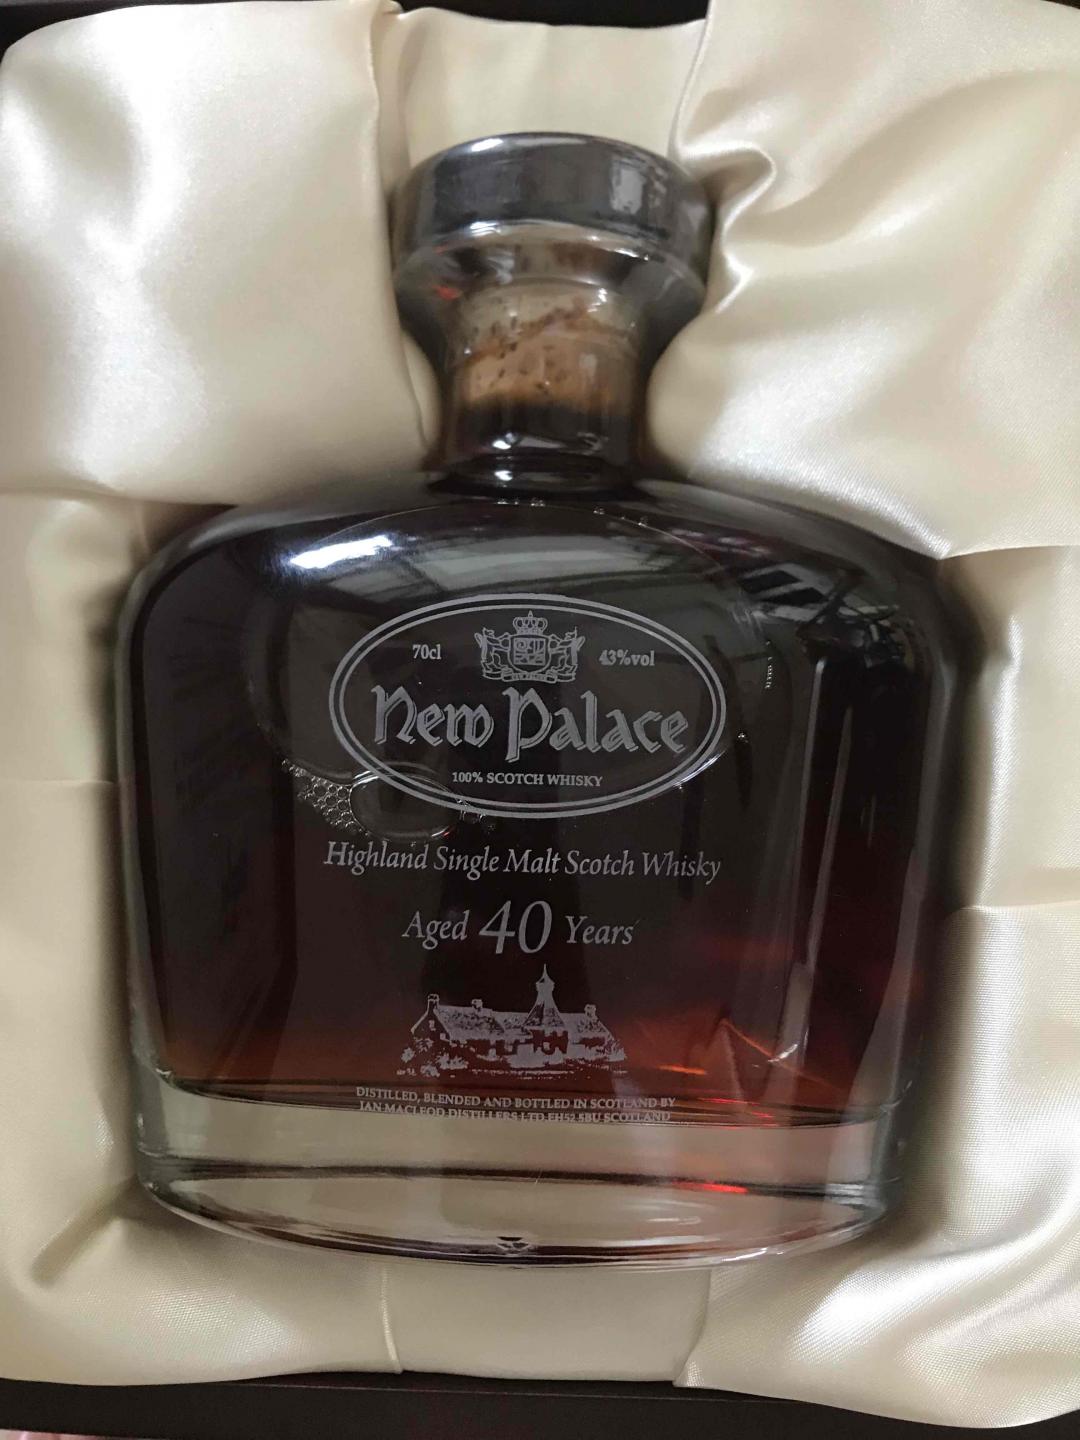 70cl 43%vol
New Palace
100% SCOTCH WHISKY
Highland Single Malt Scotch Whisky
Aged 40 Years
DISTILLED, BLENDED AND BOTTLED IN SCOTLAND BY
IAN MACLEOD DISTILLERS LTD EH52 5BU SCOTLAND